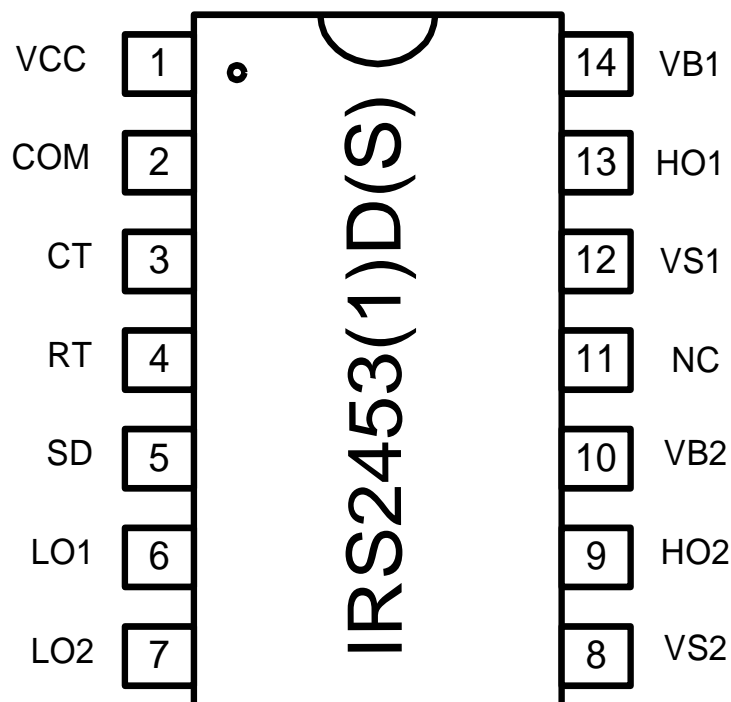 VCC 1 14 VB1
COM 2 13 HO1
CT 3 12 VS1
RT 4 11 NC
SD 5 10 VB2
LO1 6 9 HO2
LO2 7 8 VS2
IRS2453(1)D(S)